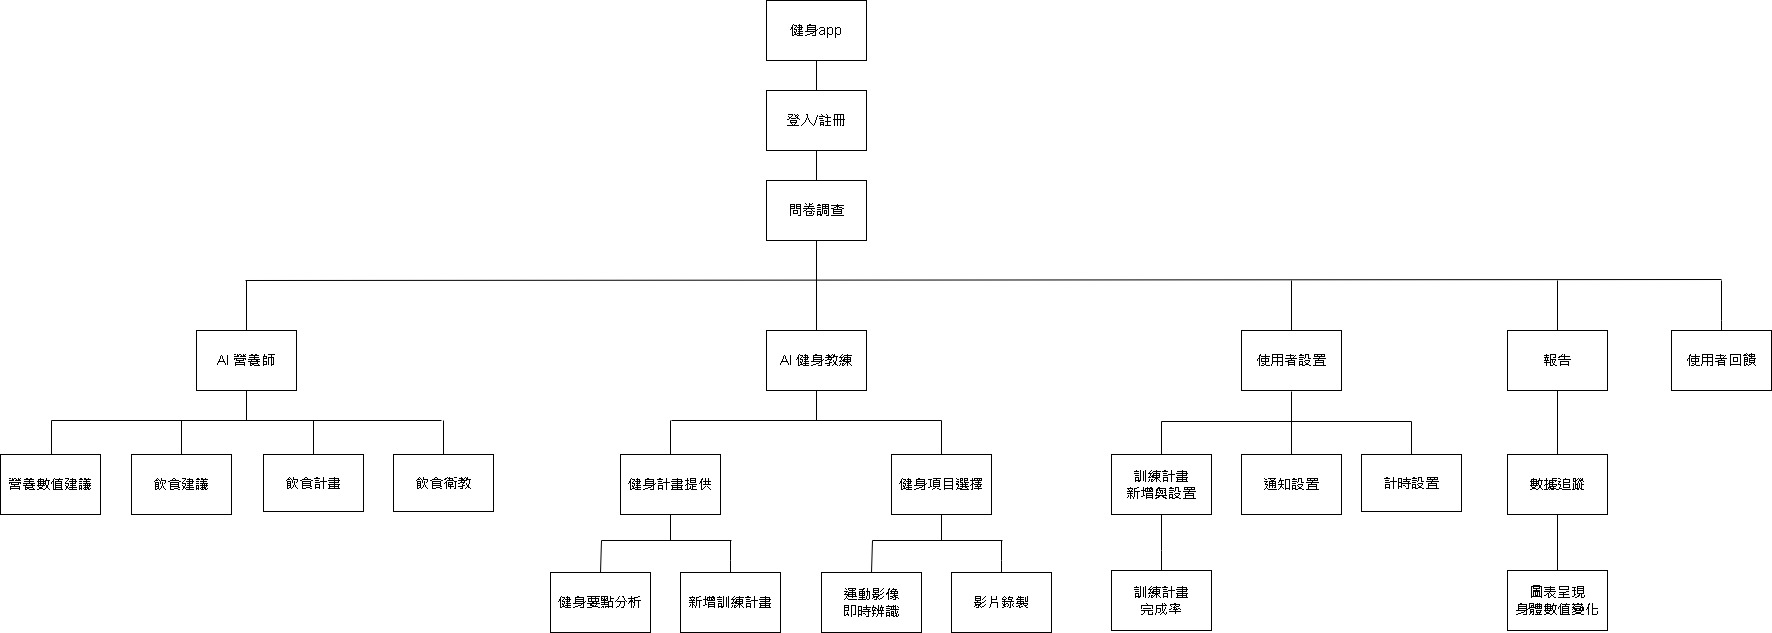 健身app
登入/註冊
問卷調查
AI 營養師
AI 健身教練
使用者設置
報告
使用者回饋
營養數值建議
飲食建議
飲食計畫
飲食衛教
健身計畫提供
健身項目選擇
訓練計畫
新增與設置
通知設置
計時設置
數據追蹤
健身要點分析
新增訓練計畫
運動影像
即時辨識
影片錄製
訓練計畫
完成率
圖表呈現
身體數值變化